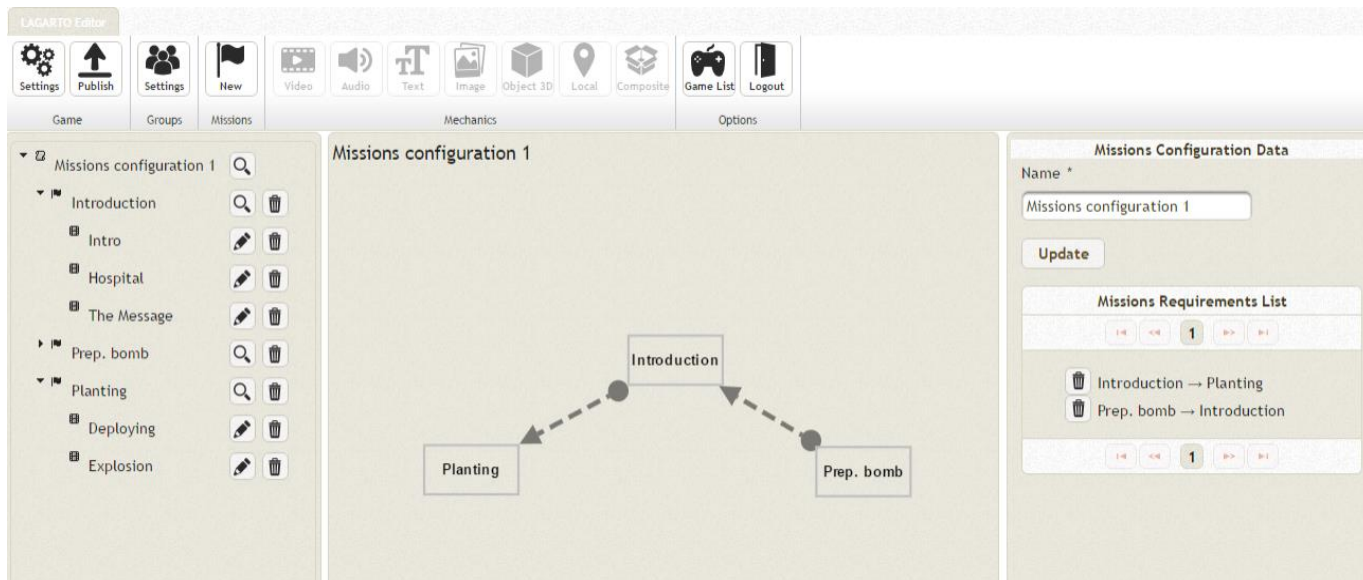 LAGARTO Editor
Settings
Publish
Settings
New
Video
Audio
Text
Image
Object 3D
Local
Composite
Game List
Logout
Game
Groups
Missions
Mechanics
Options
Missions configuration 1
Introduction
Intro
Hospital
The Message
Prep. bomb
Planting
Deploying
Explosion
Missions configuration 1
Introduction
Planting
Prep. bomb
Missions Configuration Data
Name *
Missions configuration 1
Update
Missions Requirements List
1
Introduction → Planting
Prep. bomb → Introduction
1